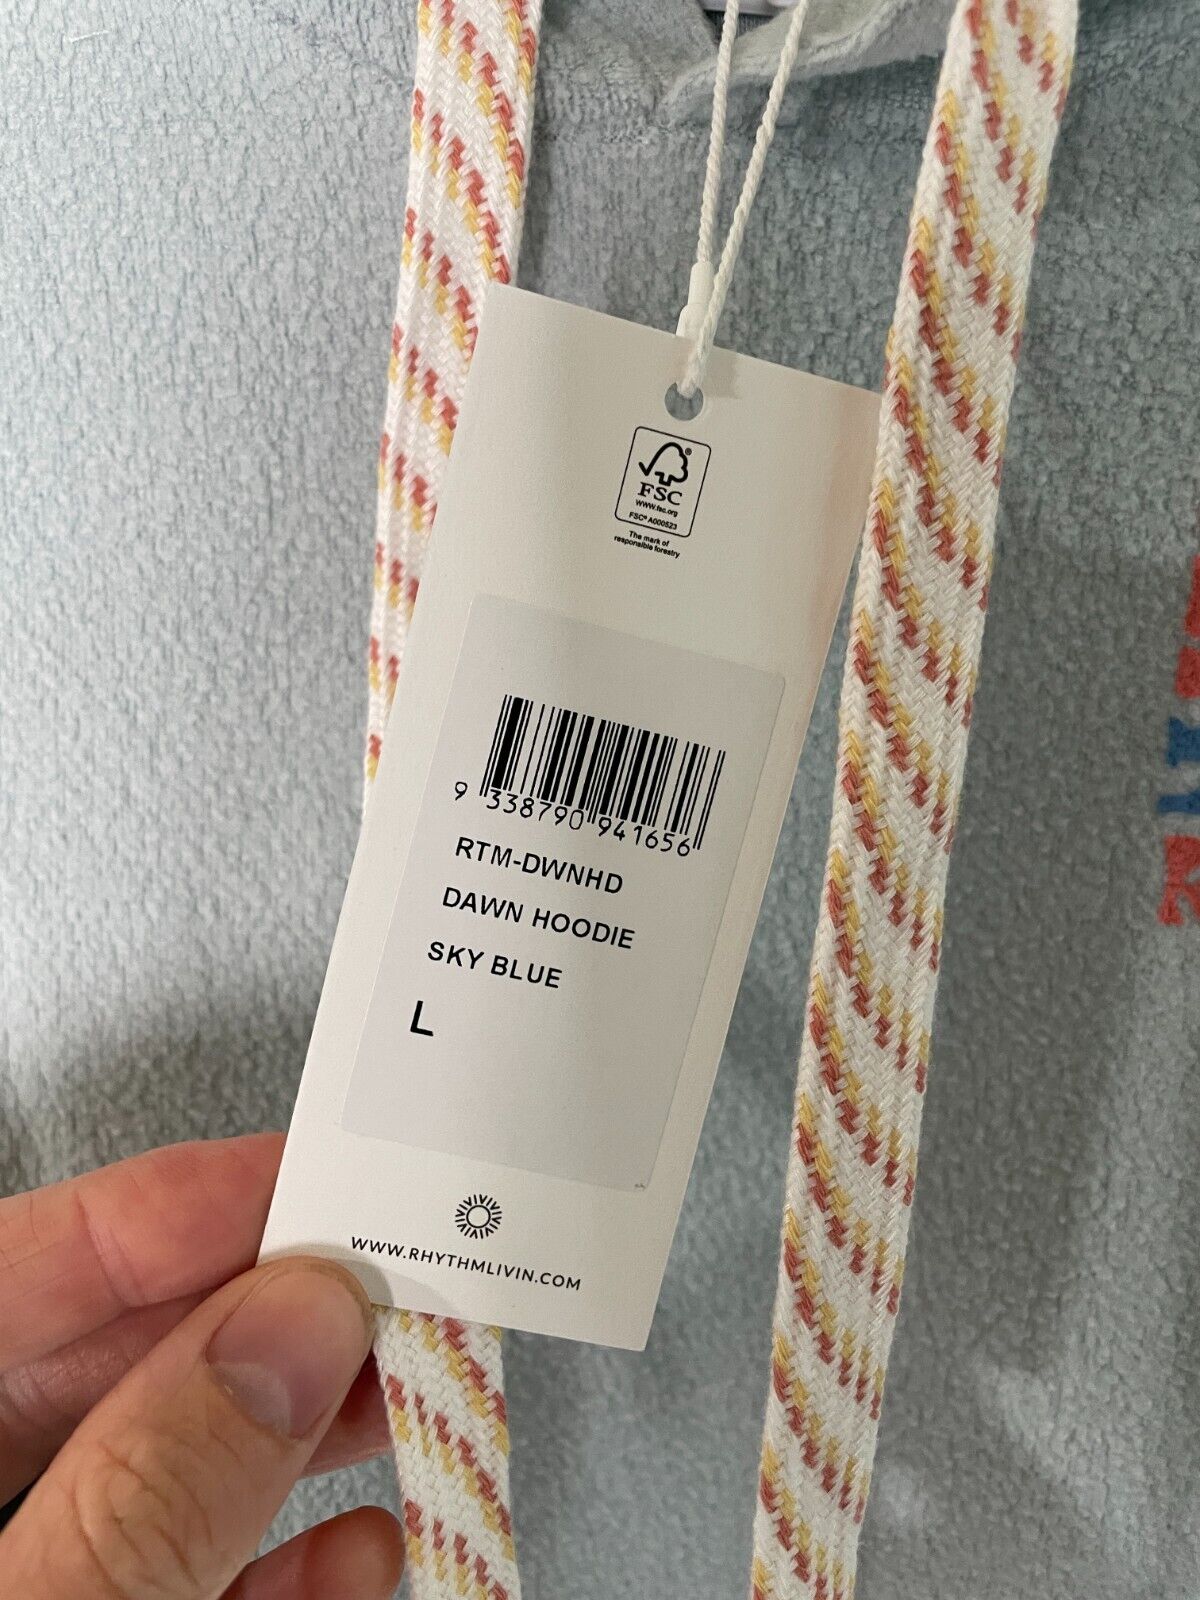 FSC®
www.fsc.org
FSC® A000523
The mark of
responsible forestry
9 338790 941656
RTM-DWNHD
DAWN HOODIE
SKY BLUE
L
WWW.RHYTHMLIVIN.COM